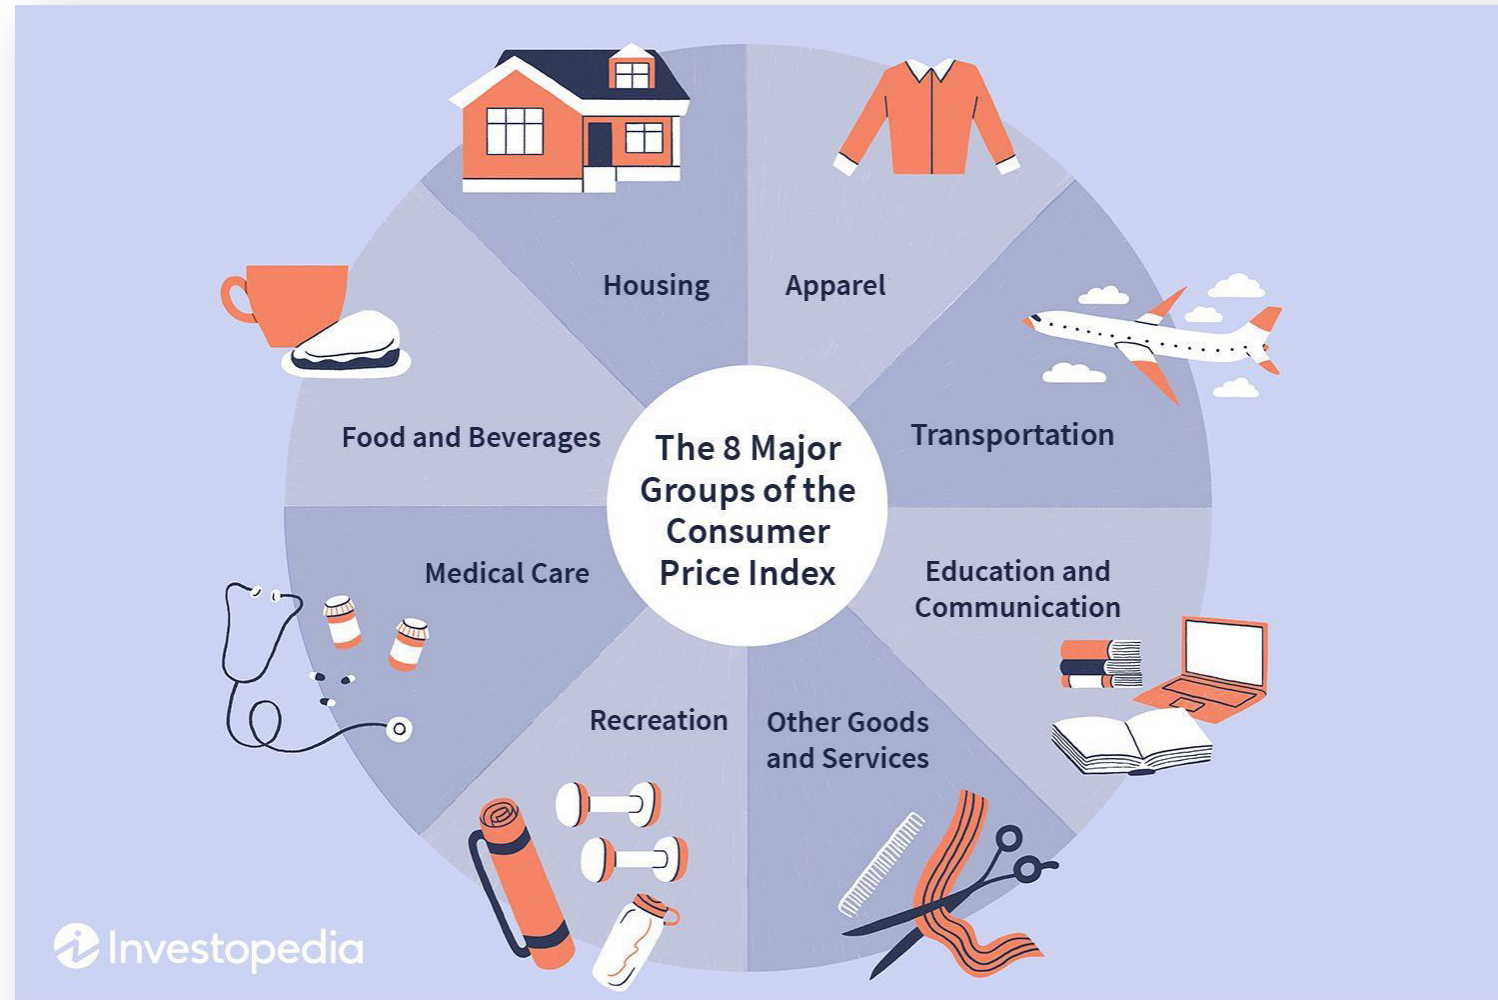 Housing
Apparel
Food and Beverages
Transportation
The 8 Major
Groups of the
Consumer
Price Index
Medical Care
Education and
Communication
Recreation
Other Goods
and Services
Investopedia